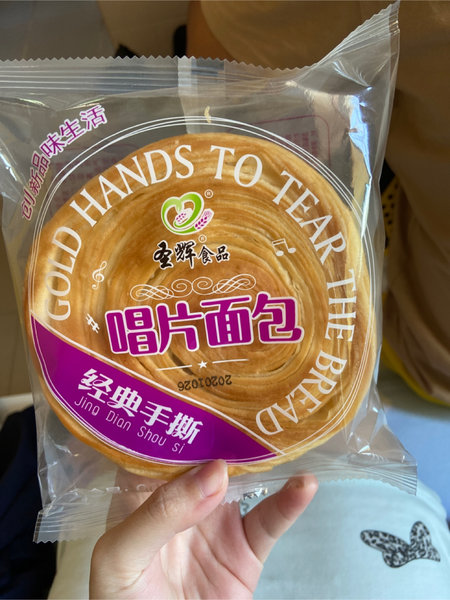 创新品味生活
GOLD HANDS TO TEAR THE BREAD
®
圣辉®食品
唱片面包
20201026
经典手撕
Jing Dian Shou si